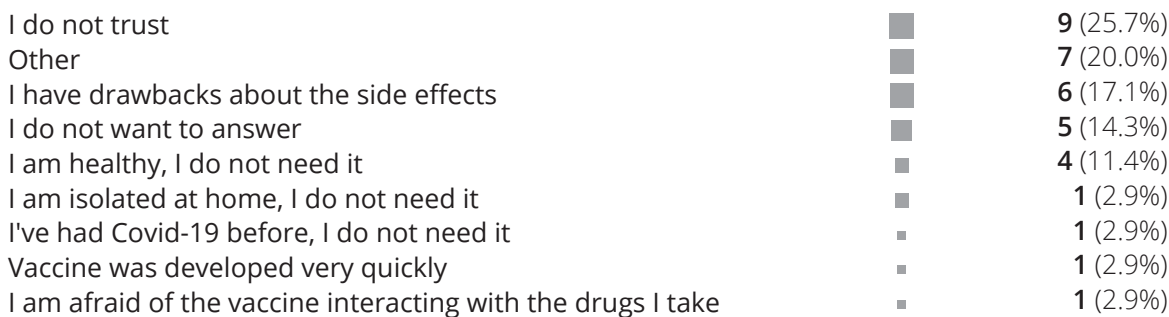 I do not trust 9 (25.7%)
Other 7 (20.0%)
I have drawbacks about the side effects 6 (17.1%)
I do not want to answer 5 (14.3%)
I am healthy, I do not need it 4 (11.4%)
I am isolated at home, I do not need it 1 (2.9%)
I've had Covid-19 before, I do not need it 1 (2.9%)
Vaccine was developed very quickly 1 (2.9%)
I am afraid of the vaccine interacting with the drugs I take 1 (2.9%)